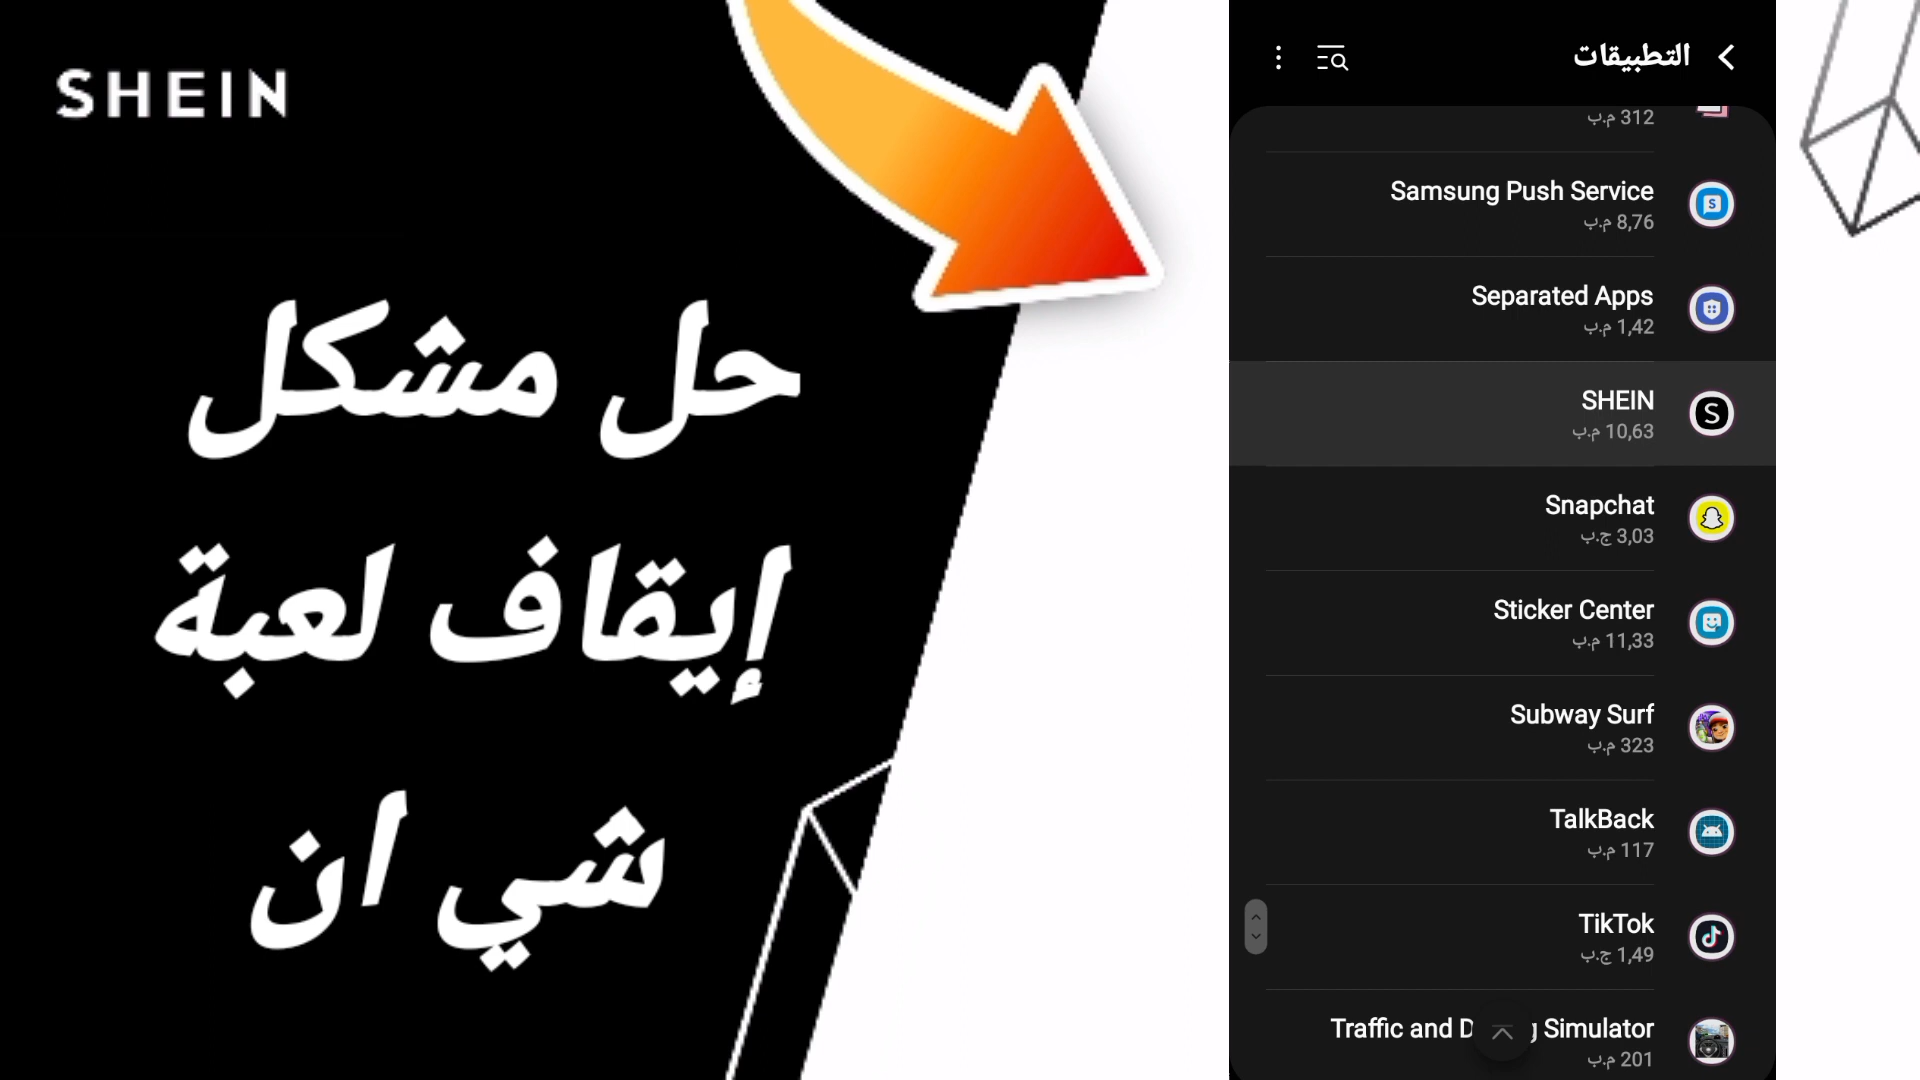 SHEIN
حل مشكل
إيقاف لعبة
شي ان
التطبيقات
312 م.ب
Samsung Push Service
8,76 م.ب
Separated Apps
1,42 م.ب
SHEIN
10,63 م.ب
Snapchat
3,03 ج.ب
Sticker Center
11,33 م.ب
Subway Surf
323 م.ب
TalkBack
117 م.ب
TikTok
1,49 ج.ب
Traffic and Simulator
201 م.ب